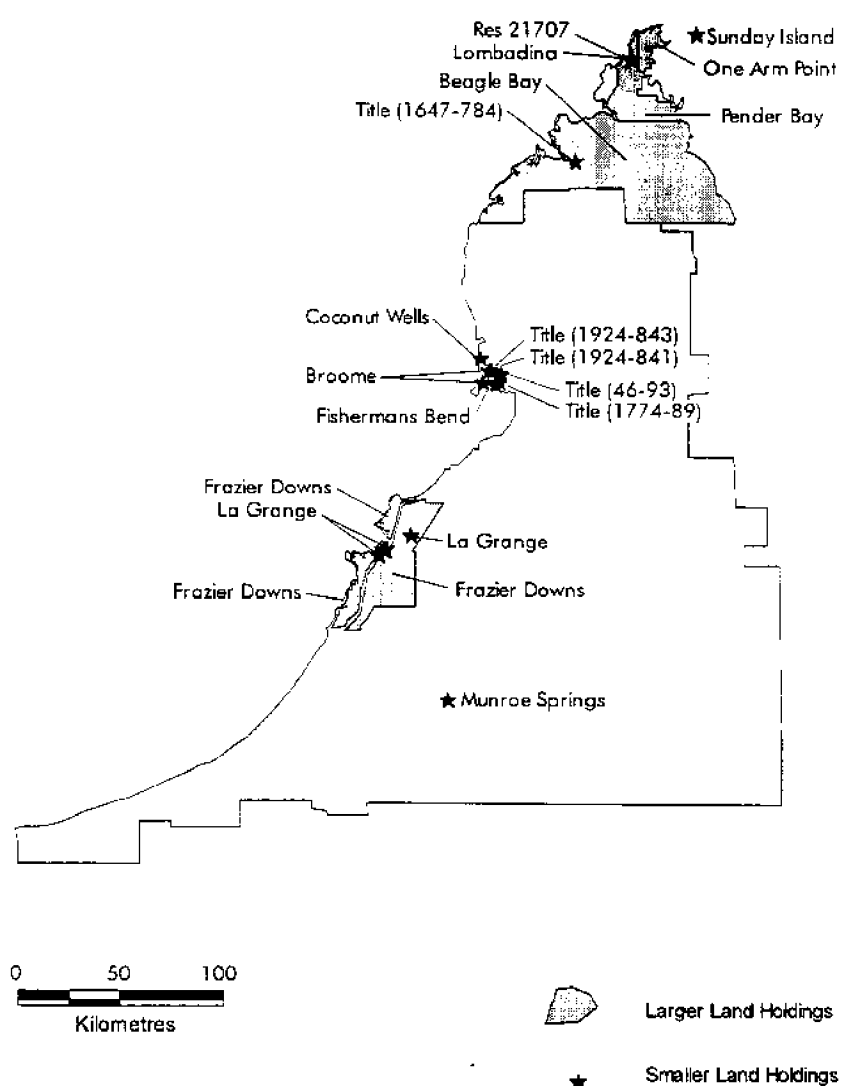 Res 21707
Sunday Island
Lombadina
One Arm Point
Beagle Bay
Title (1647-784)
Pender Bay
Coconut Wells
Title (1924-843)
Title (1924-841)
Broome
Title (46-93)
Fishermans Bend
Title (1774-89)
Frazier Downs
La Grange
La Grange
Frazier Downs
Frazier Downs
Munroe Springs
0 50 100
Kilometres
Larger Land Holdings
Smaller Land Holdings